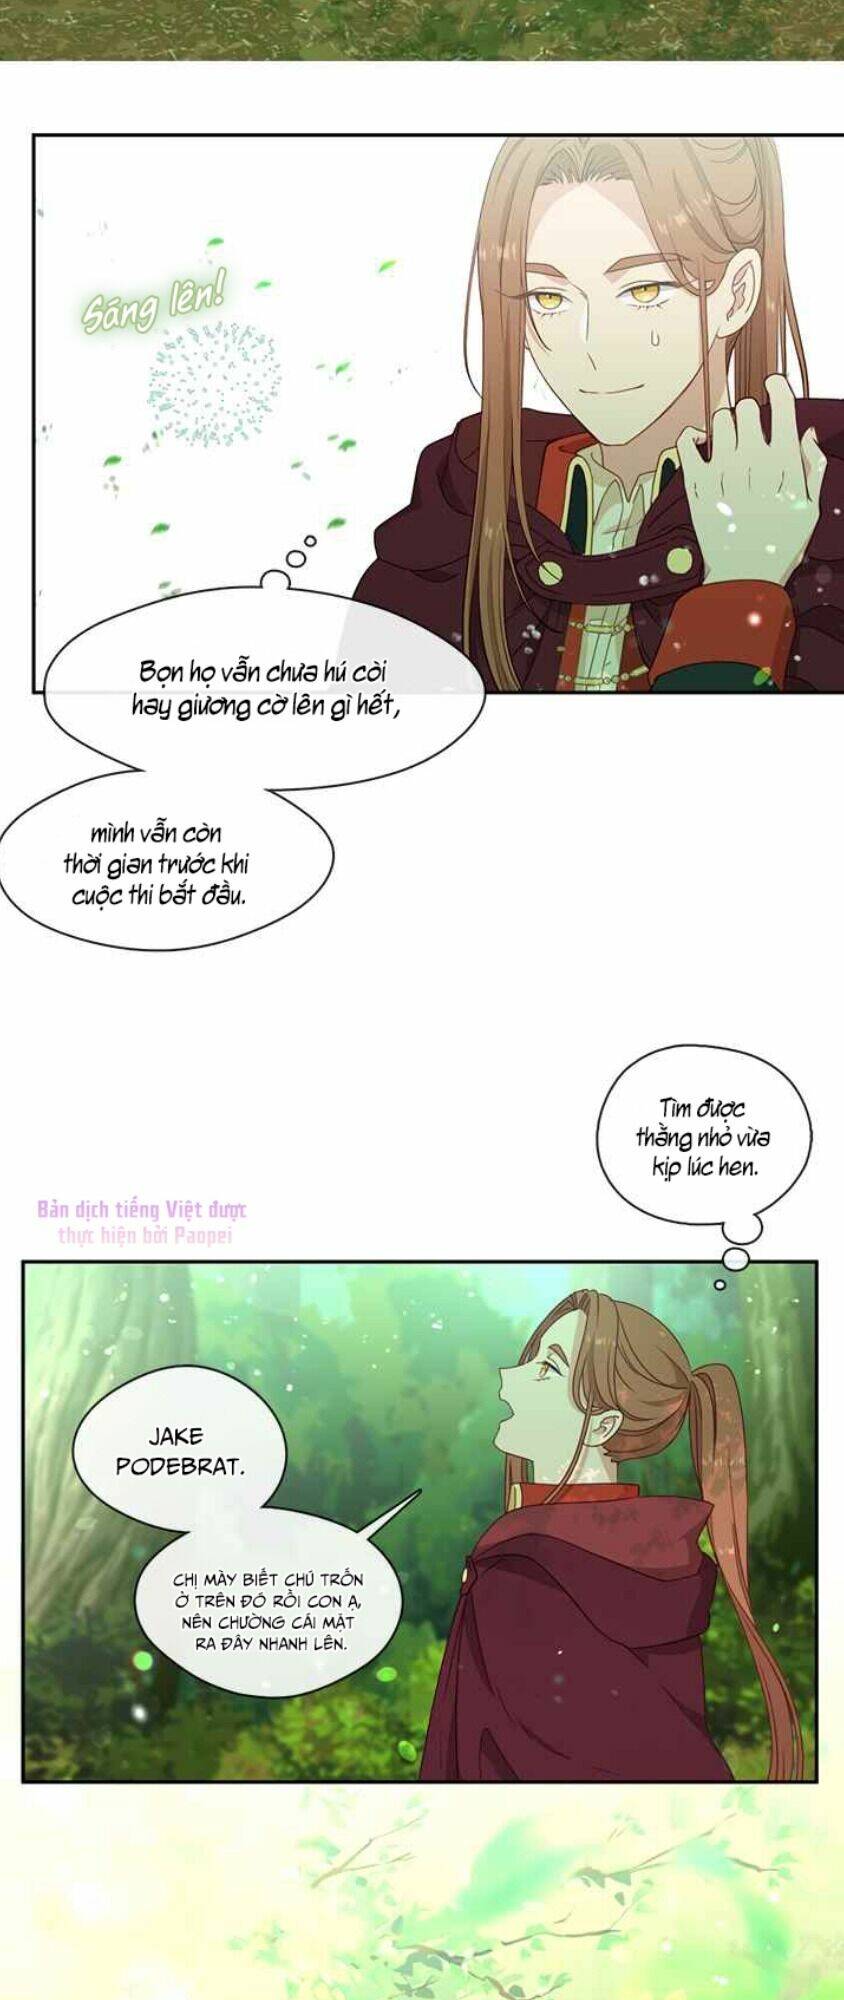 Sáng lên!
Bọn họ vẫn chưa hú còi
hay giương cờ lên gì hết,
mình vẫn còn
thời gian trước khi
cuộc thi bắt đầu.
Tìm được
thằng nhỏ vừa
kịp lúc hen.
Bản dịch tiếng Việt được
thực hiện bởi Paopei
JAKE
PODEBRAT.
CHỊ MÀY BIẾT CHÚ TRỐN
Ở TRÊN ĐÓ RỒI CON Ạ,
NÊN CHƯỜNG CÁI MẶT
RA ĐÂY NHANH LÊN.